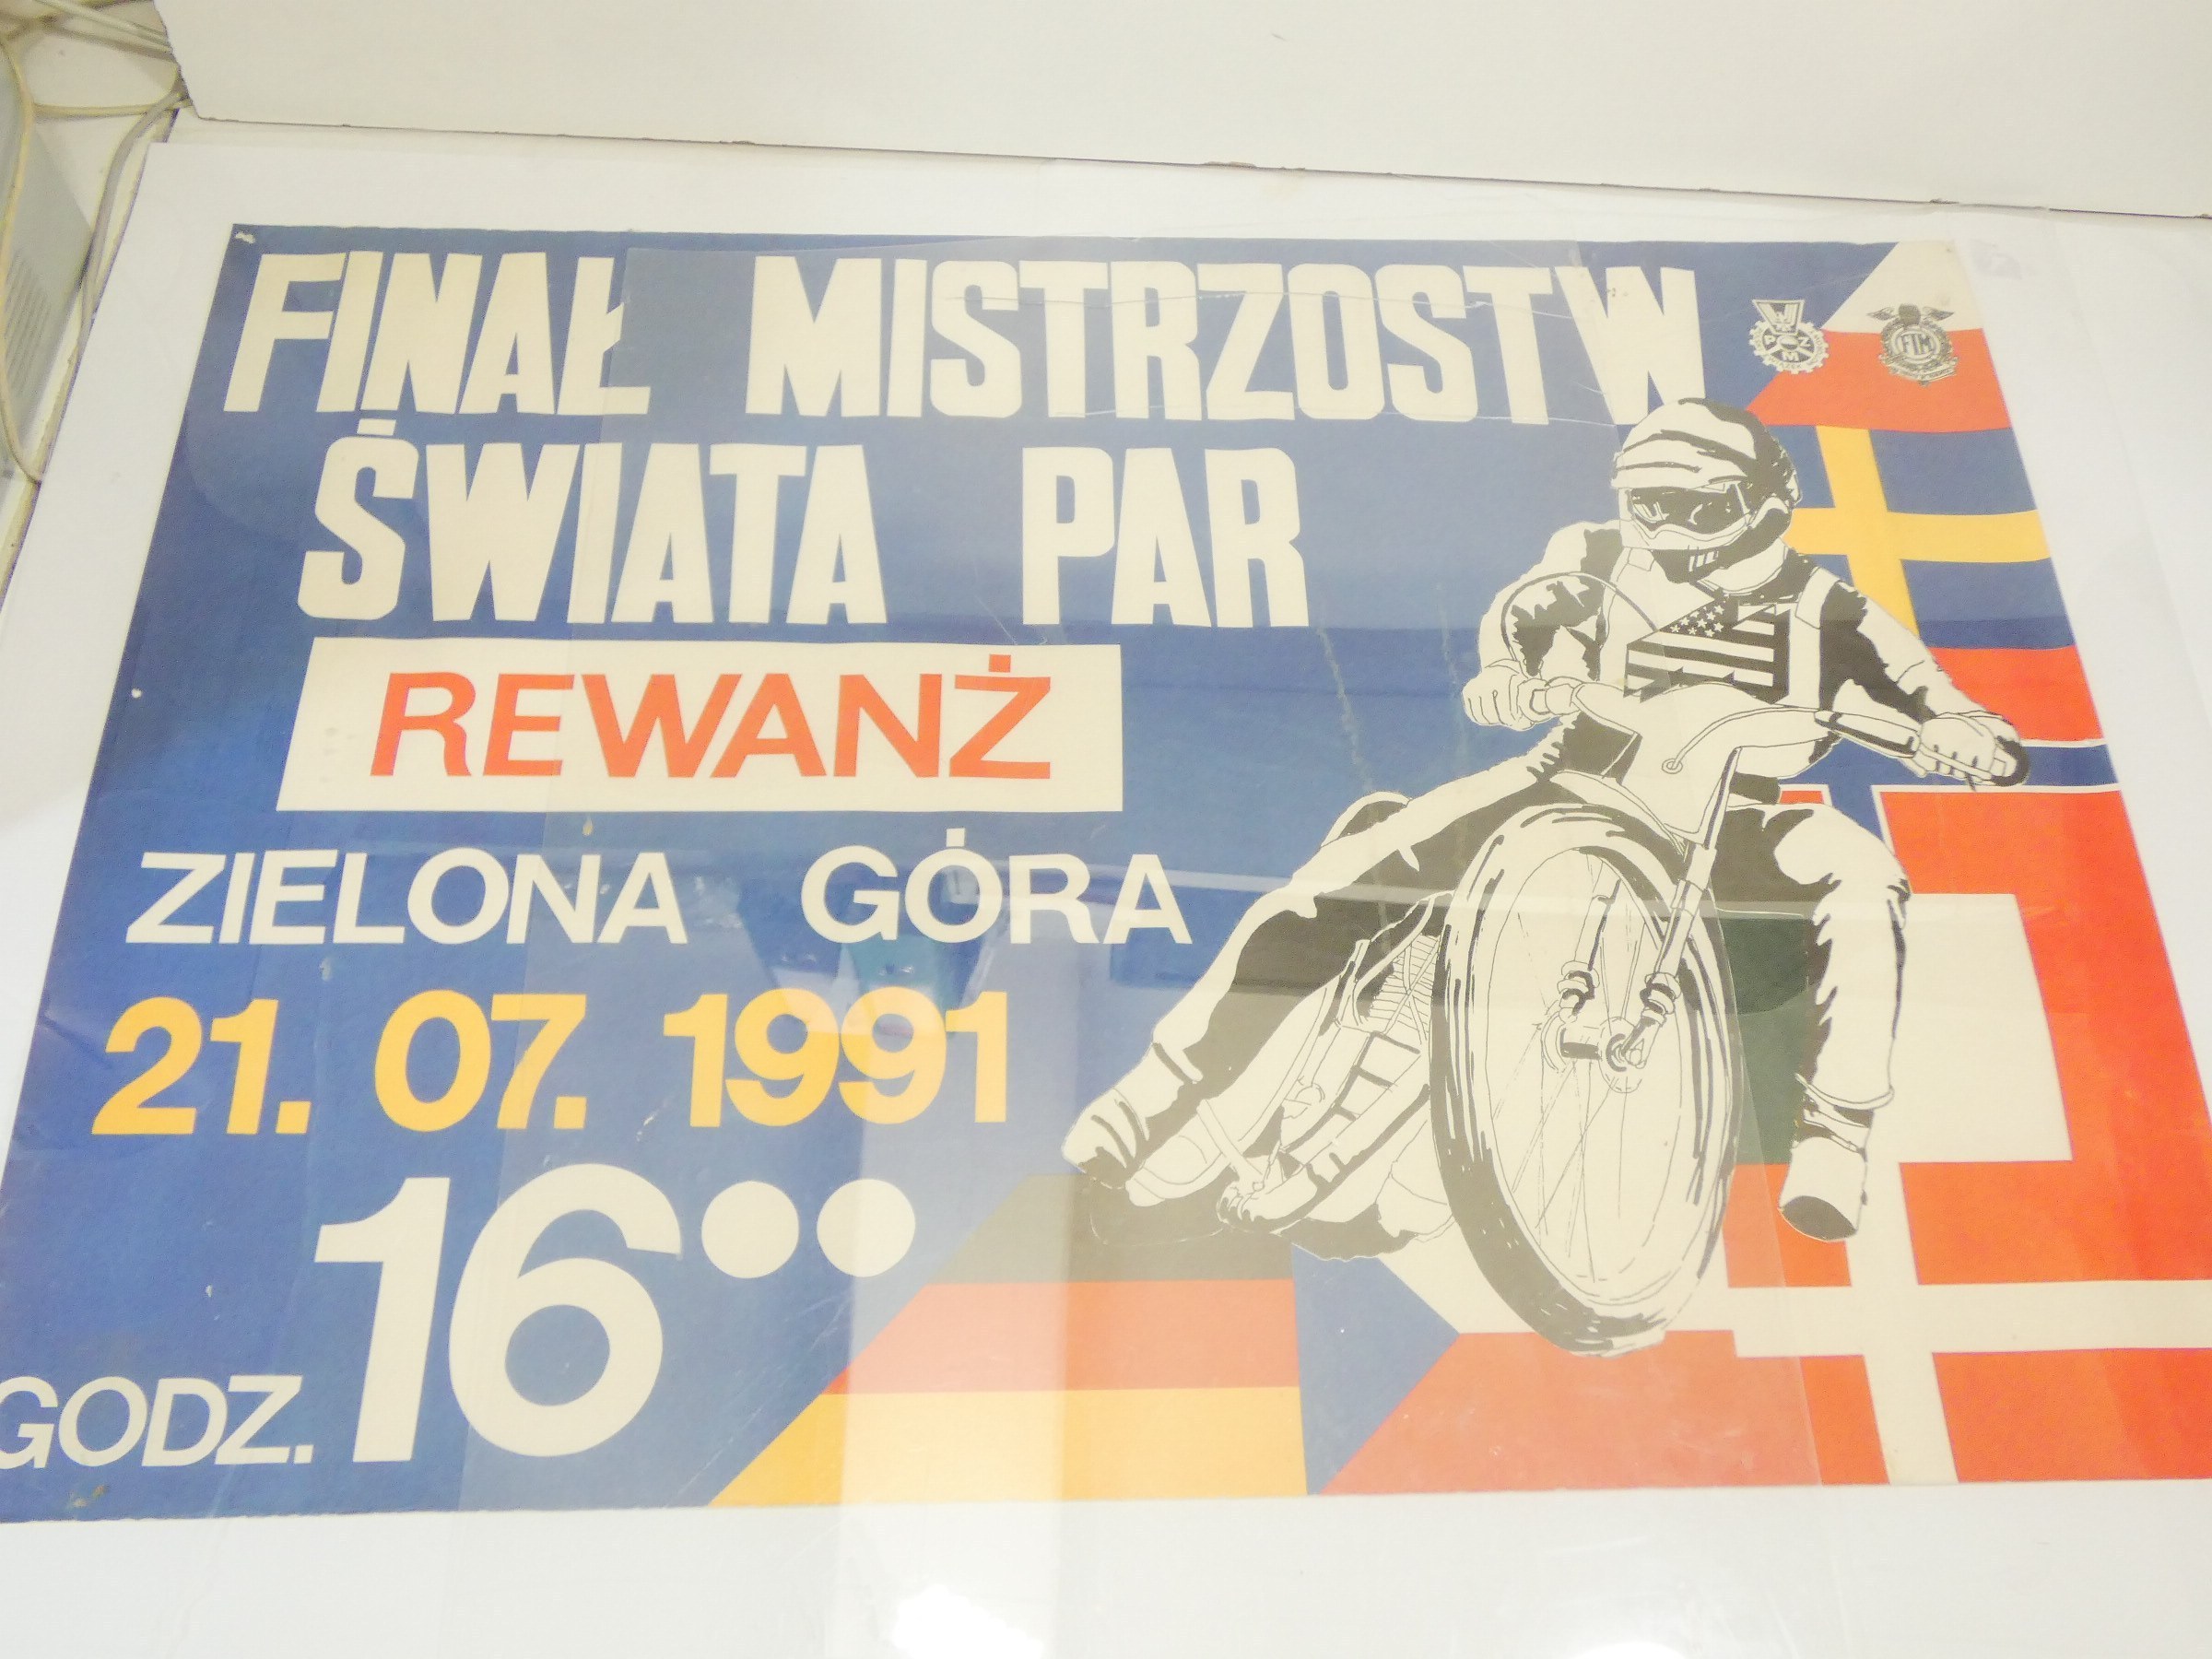 FINAŁ MISTRZOSTW
ŚWIATA PAR
REWANŻ
ZIELONA GÓRA
21. 07. 1991
GODZ. 16••
PZM
FIM